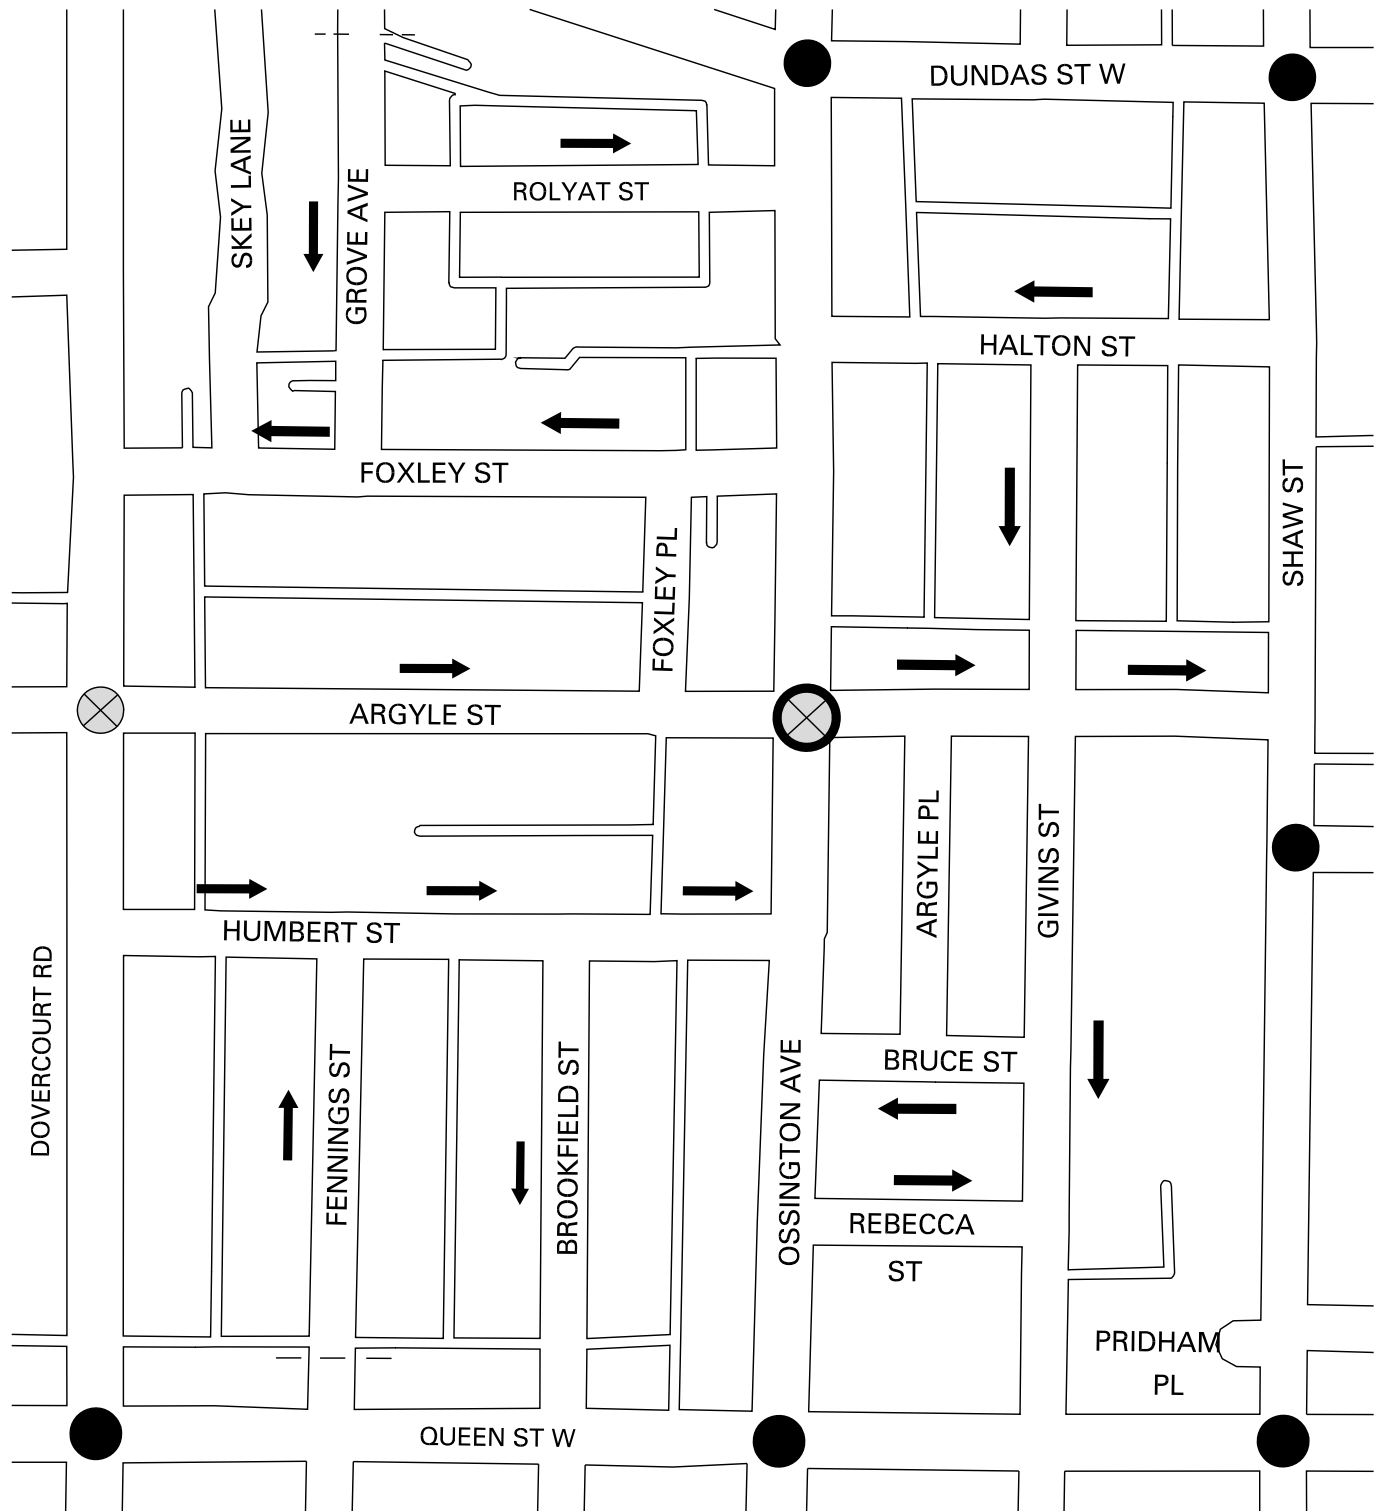 DUNDAS ST W
SKEY LANE
GROVE AVE
ROLYAT ST
HALTON ST
FOXLEY ST
SHAW ST
FOXLEY PL
ARGYLE ST
ARGYLE PL
GIVINS ST
HUMBERT ST
DOVERCOURT RD
FENNINGS ST
BROOKFIELD ST
OSSINGTON AVE
BRUCE ST
REBECCA
ST
PRIDHAM
PL
QUEEN ST W